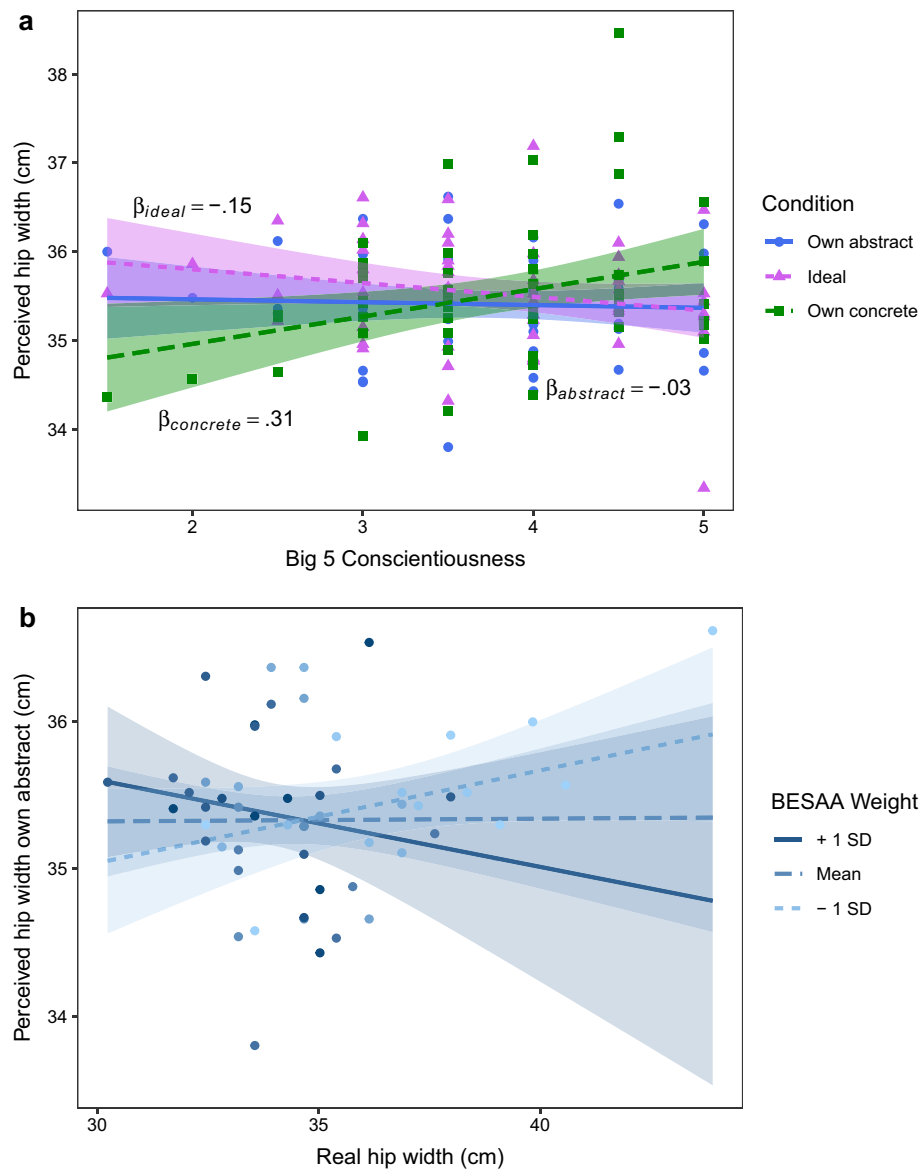 a
38
37
36
35
34
Perceived hip width (cm)
βideal = −.15
βconcrete = .31
βabstract = −.03
2
3
4
5
Big 5 Conscientiousness
Condition
Own abstract
Ideal
Own concrete
b
36
35
34
Perceived hip width own abstract (cm)
30
35
40
Real hip width (cm)
BESAA Weight
+ 1 SD
Mean
− 1 SD